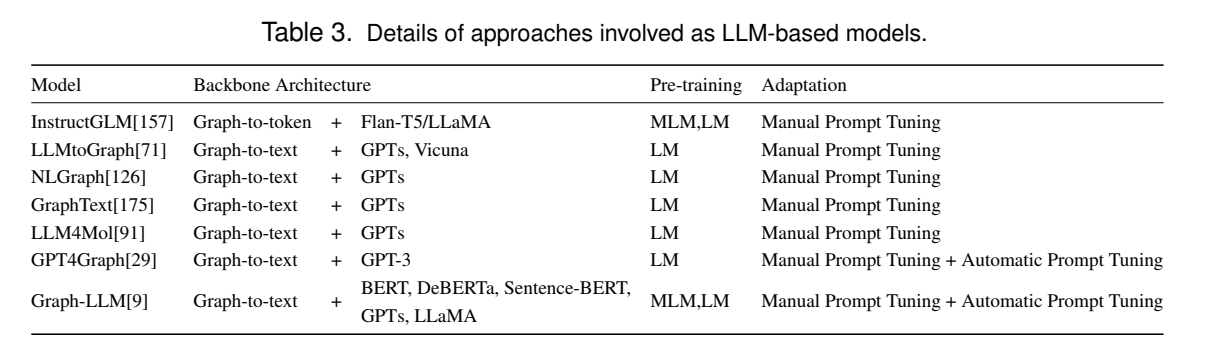 Table 3. Details of approaches involved as LLM-based models.
Model Backbone Architecture Pre-training Adaptation
InstructGLM[157] Graph-to-token + Flan-T5/LLaMA MLM,LM Manual Prompt Tuning
LLMtoGraph[71] Graph-to-text + GPTs, Vicuna LM Manual Prompt Tuning
NLGraph[126] Graph-to-text + GPTs LM Manual Prompt Tuning
GraphText[175] Graph-to-text + GPTs LM Manual Prompt Tuning
LLM4Mol[91] Graph-to-text + GPTs LM Manual Prompt Tuning
GPT4Graph[29] Graph-to-text + GPT-3 LM Manual Prompt Tuning + Automatic Prompt Tuning
Graph-LLM[9] Graph-to-text + BERT, DeBERTa, Sentence-BERT, MLM,LM Manual Prompt Tuning + Automatic Prompt Tuning
GPTs, LLaMA